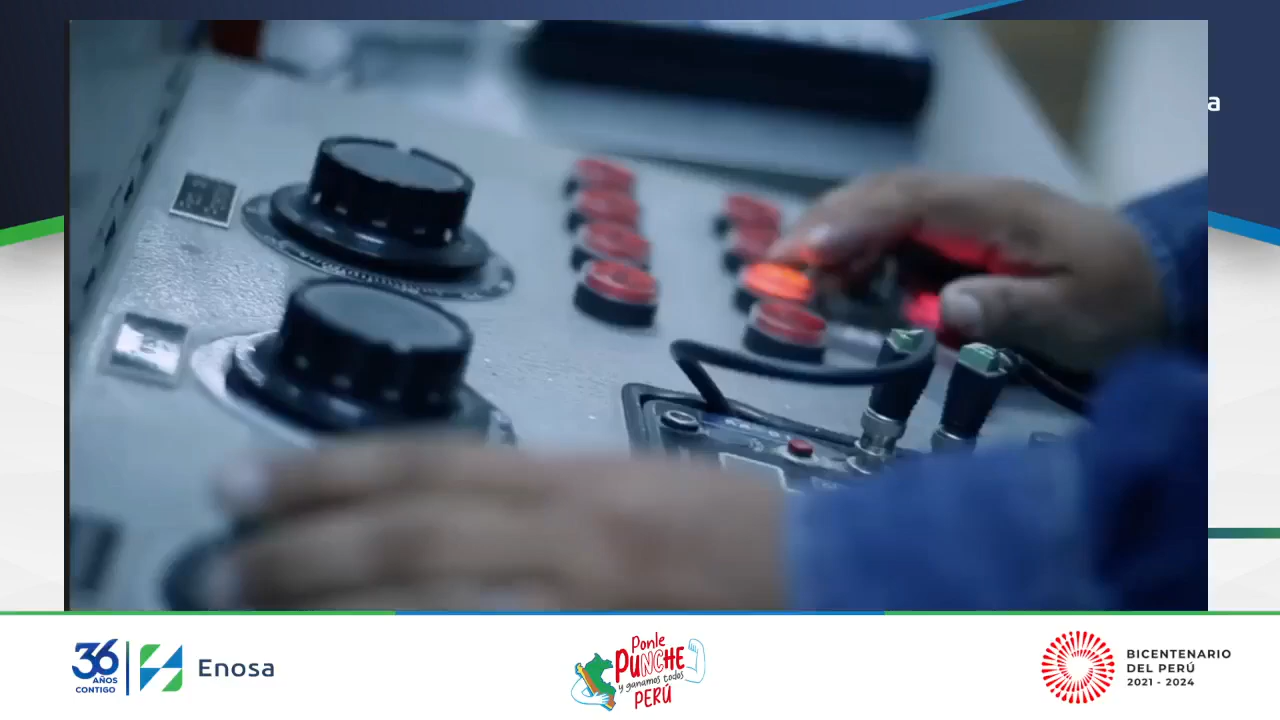 a
36
AÑOS
CONTIGO
Enosa
Ponle
PUNCHE
y ganamos todos
PERÚ
BICENTENARIO
DEL PERÚ
2021 - 2024